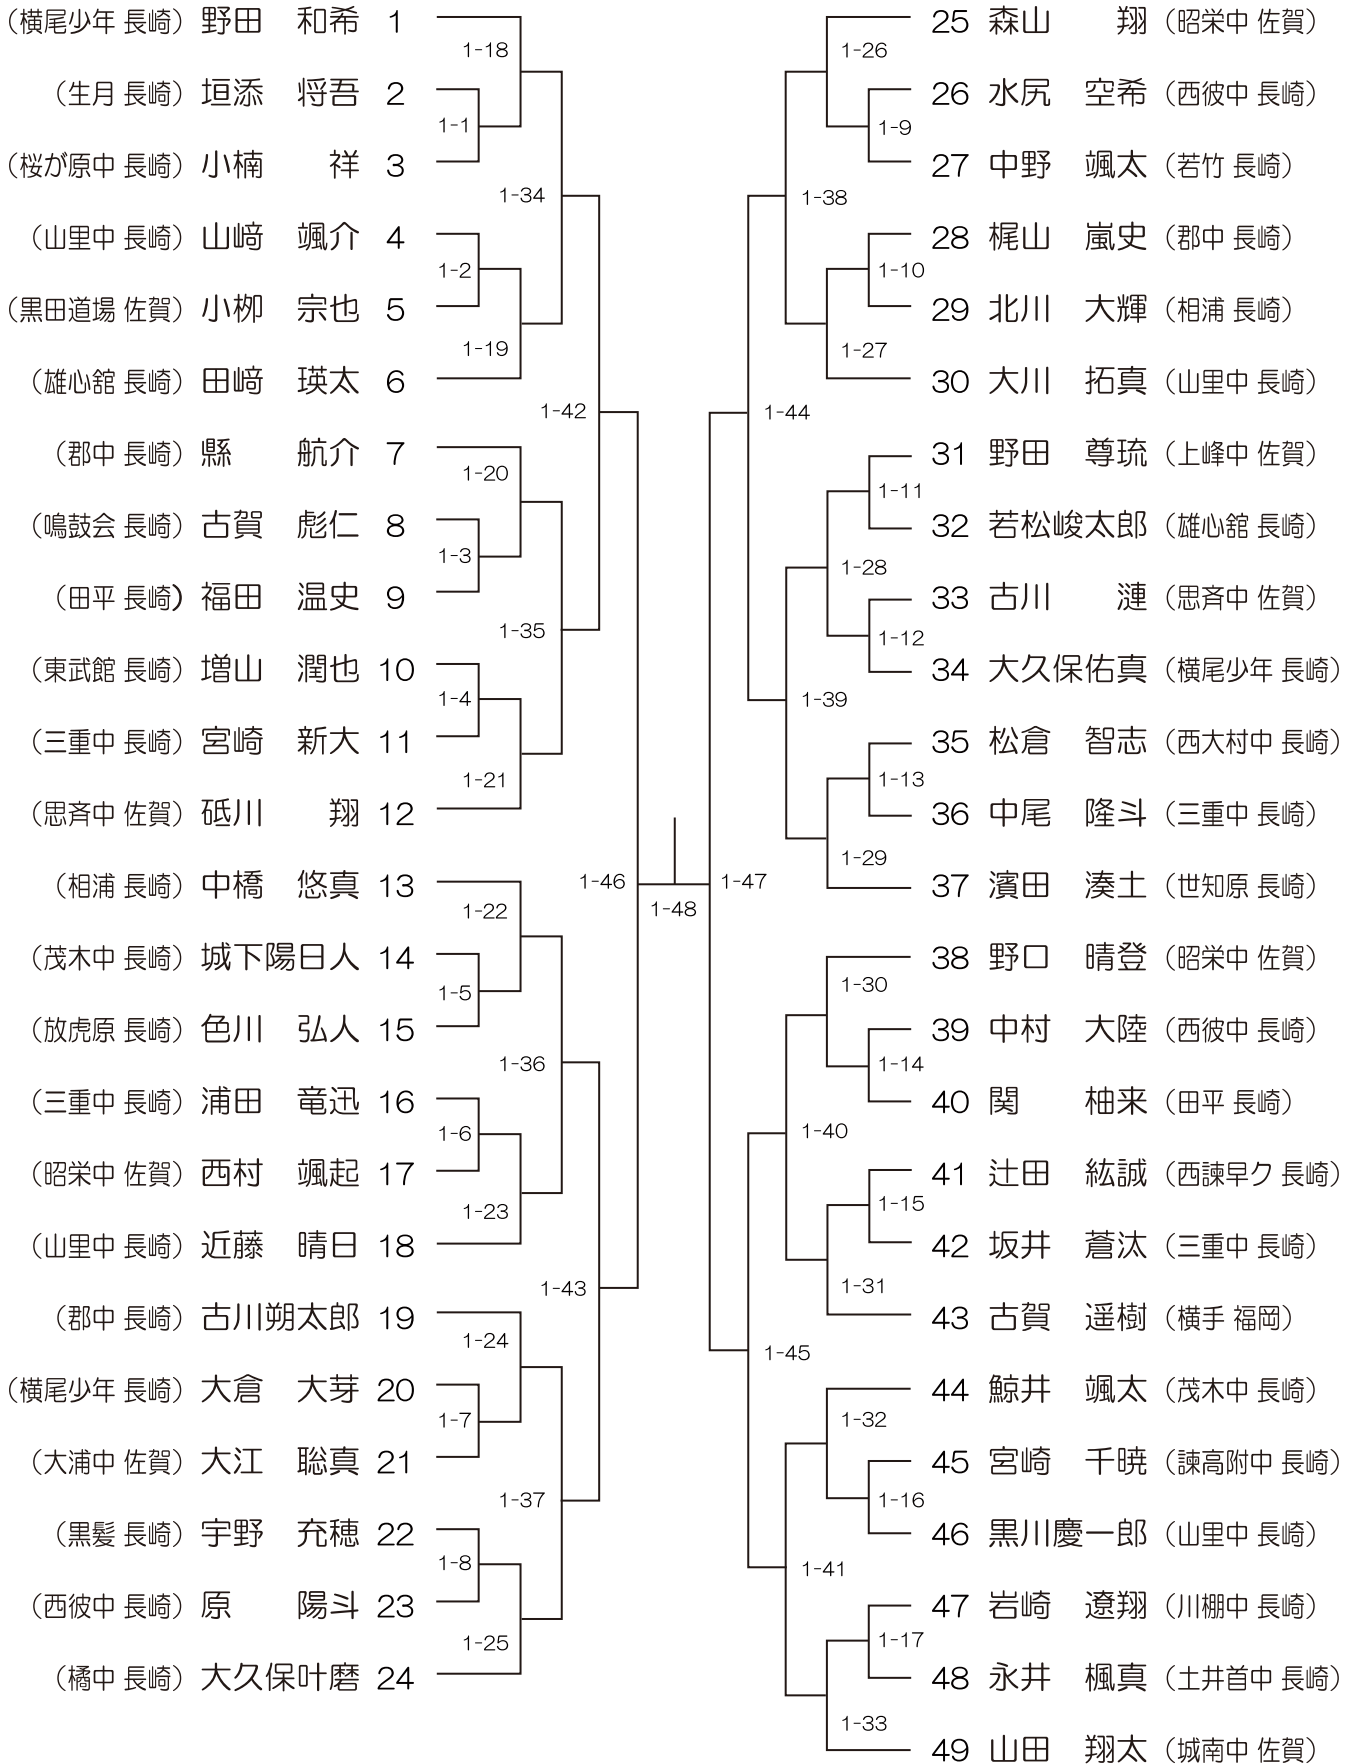 (横尾少年 長崎) 野田 和希 1
1-18
(生月 長崎) 垣添 将吾 2
1-1
(桜が原中 長崎) 小楠 祥 3
1-34
(山里中 長崎) 山﨑 颯介 4
1-2
(黒田道場 佐賀) 小栁 宗也 5
1-19
(雄心舘 長崎) 田﨑 瑛太 6
1-42
(郡中 長崎) 縣 航介 7
1-20
(鳴鼓会 長崎) 古賀 彪仁 8
1-3
(田平 長崎) 福田 温史 9
1-35
(東武館 長崎) 増山 潤也 10
1-4
(三重中 長崎) 宮崎 新大 11
1-21
(思斉中 佐賀) 砥川 翔 12
(相浦 長崎) 中橋 悠真 13
1-46
1-22
(茂木中 長崎) 城下陽日人 14
1-5
(放虎原 長崎) 色川 弘人 15
1-36
(三重中 長崎) 浦田 竜迅 16
1-6
(昭栄中 佐賀) 西村 颯起 17
1-23
(山里中 長崎) 近藤 晴日 18
1-43
(郡中 長崎) 古川朔太郎 19
1-24
(横尾少年 長崎) 大倉 大芽 20
1-7
(大浦中 佐賀) 大江 聡真 21
1-37
(黒髪 長崎) 宇野 充穂 22
1-8
(西彼中 長崎) 原 陽斗 23
1-25
(橘中 長崎) 大久保叶磨 24
1-48
25 森山 翔 (昭栄中 佐賀)
1-26
26 水尻 空希 (西彼中 長崎)
1-9
27 中野 颯太 (若竹 長崎)
1-38
28 梶山 嵐史 (郡中 長崎)
1-10
29 北川 大輝 (相浦 長崎)
1-27
30 大川 拓真 (山里中 長崎)
1-44
31 野田 尊琉 (上峰中 佐賀)
1-11
32 若松峻太郎 (雄心舘 長崎)
1-28
33 古川 漣 (思斉中 佐賀)
1-12
34 大久保佑真 (横尾少年 長崎)
1-39
35 松倉 智志 (西大村中 長崎)
1-13
36 中尾 隆斗 (三重中 長崎)
1-29
37 濱田 湊土 (世知原 長崎)
1-47
38 野口 晴登 (昭栄中 佐賀)
1-30
39 中村 大陸 (西彼中 長崎)
1-14
40 関 柚来 (田平 長崎)
1-40
41 辻田 紘誠 (西諫早ク 長崎)
1-15
42 坂井 蒼汰 (三重中 長崎)
1-31
43 古賀 遥樹 (横手 福岡)
1-45
44 鯨井 颯太 (茂木中 長崎)
1-32
45 宮崎 千暁 (諫高附中 長崎)
1-16
46 黒川慶一郎 (山里中 長崎)
1-41
47 岩崎 遼翔 (川棚中 長崎)
1-17
48 永井 楓真 (土井首中 長崎)
1-33
49 山田 翔太 (城南中 佐賀)